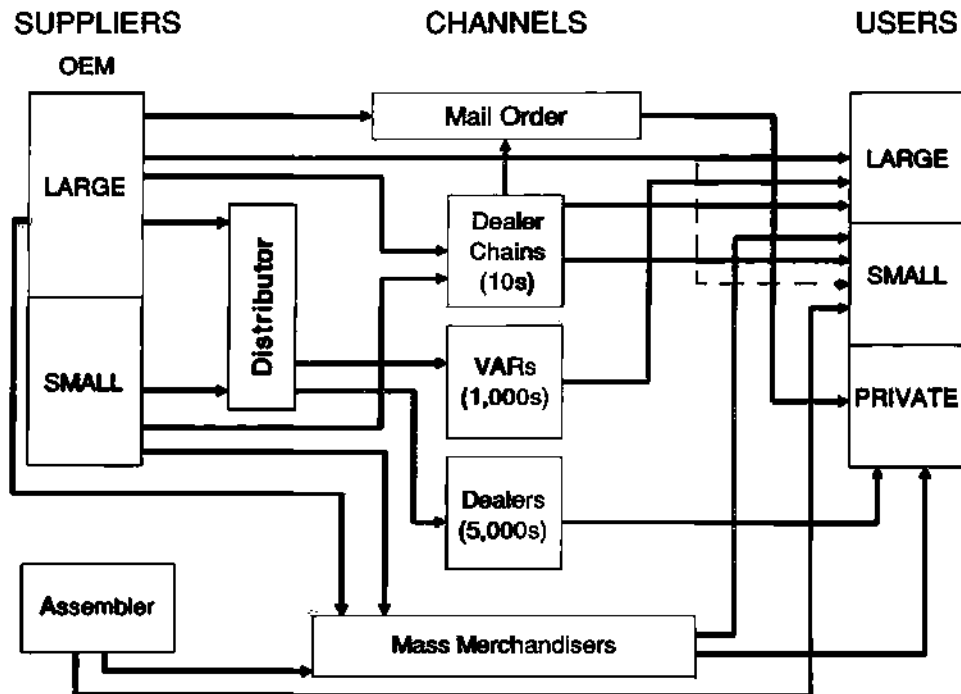 SUPPLIERS
CHANNELS
USERS
OEM
LARGE
SMALL
Distributor
Assembler
Mail Order
Dealer
Chains
(10s)
VARs
(1,000s)
Dealers
(5,000s)
Mass Merchandisers
LARGE
SMALL
PRIVATE